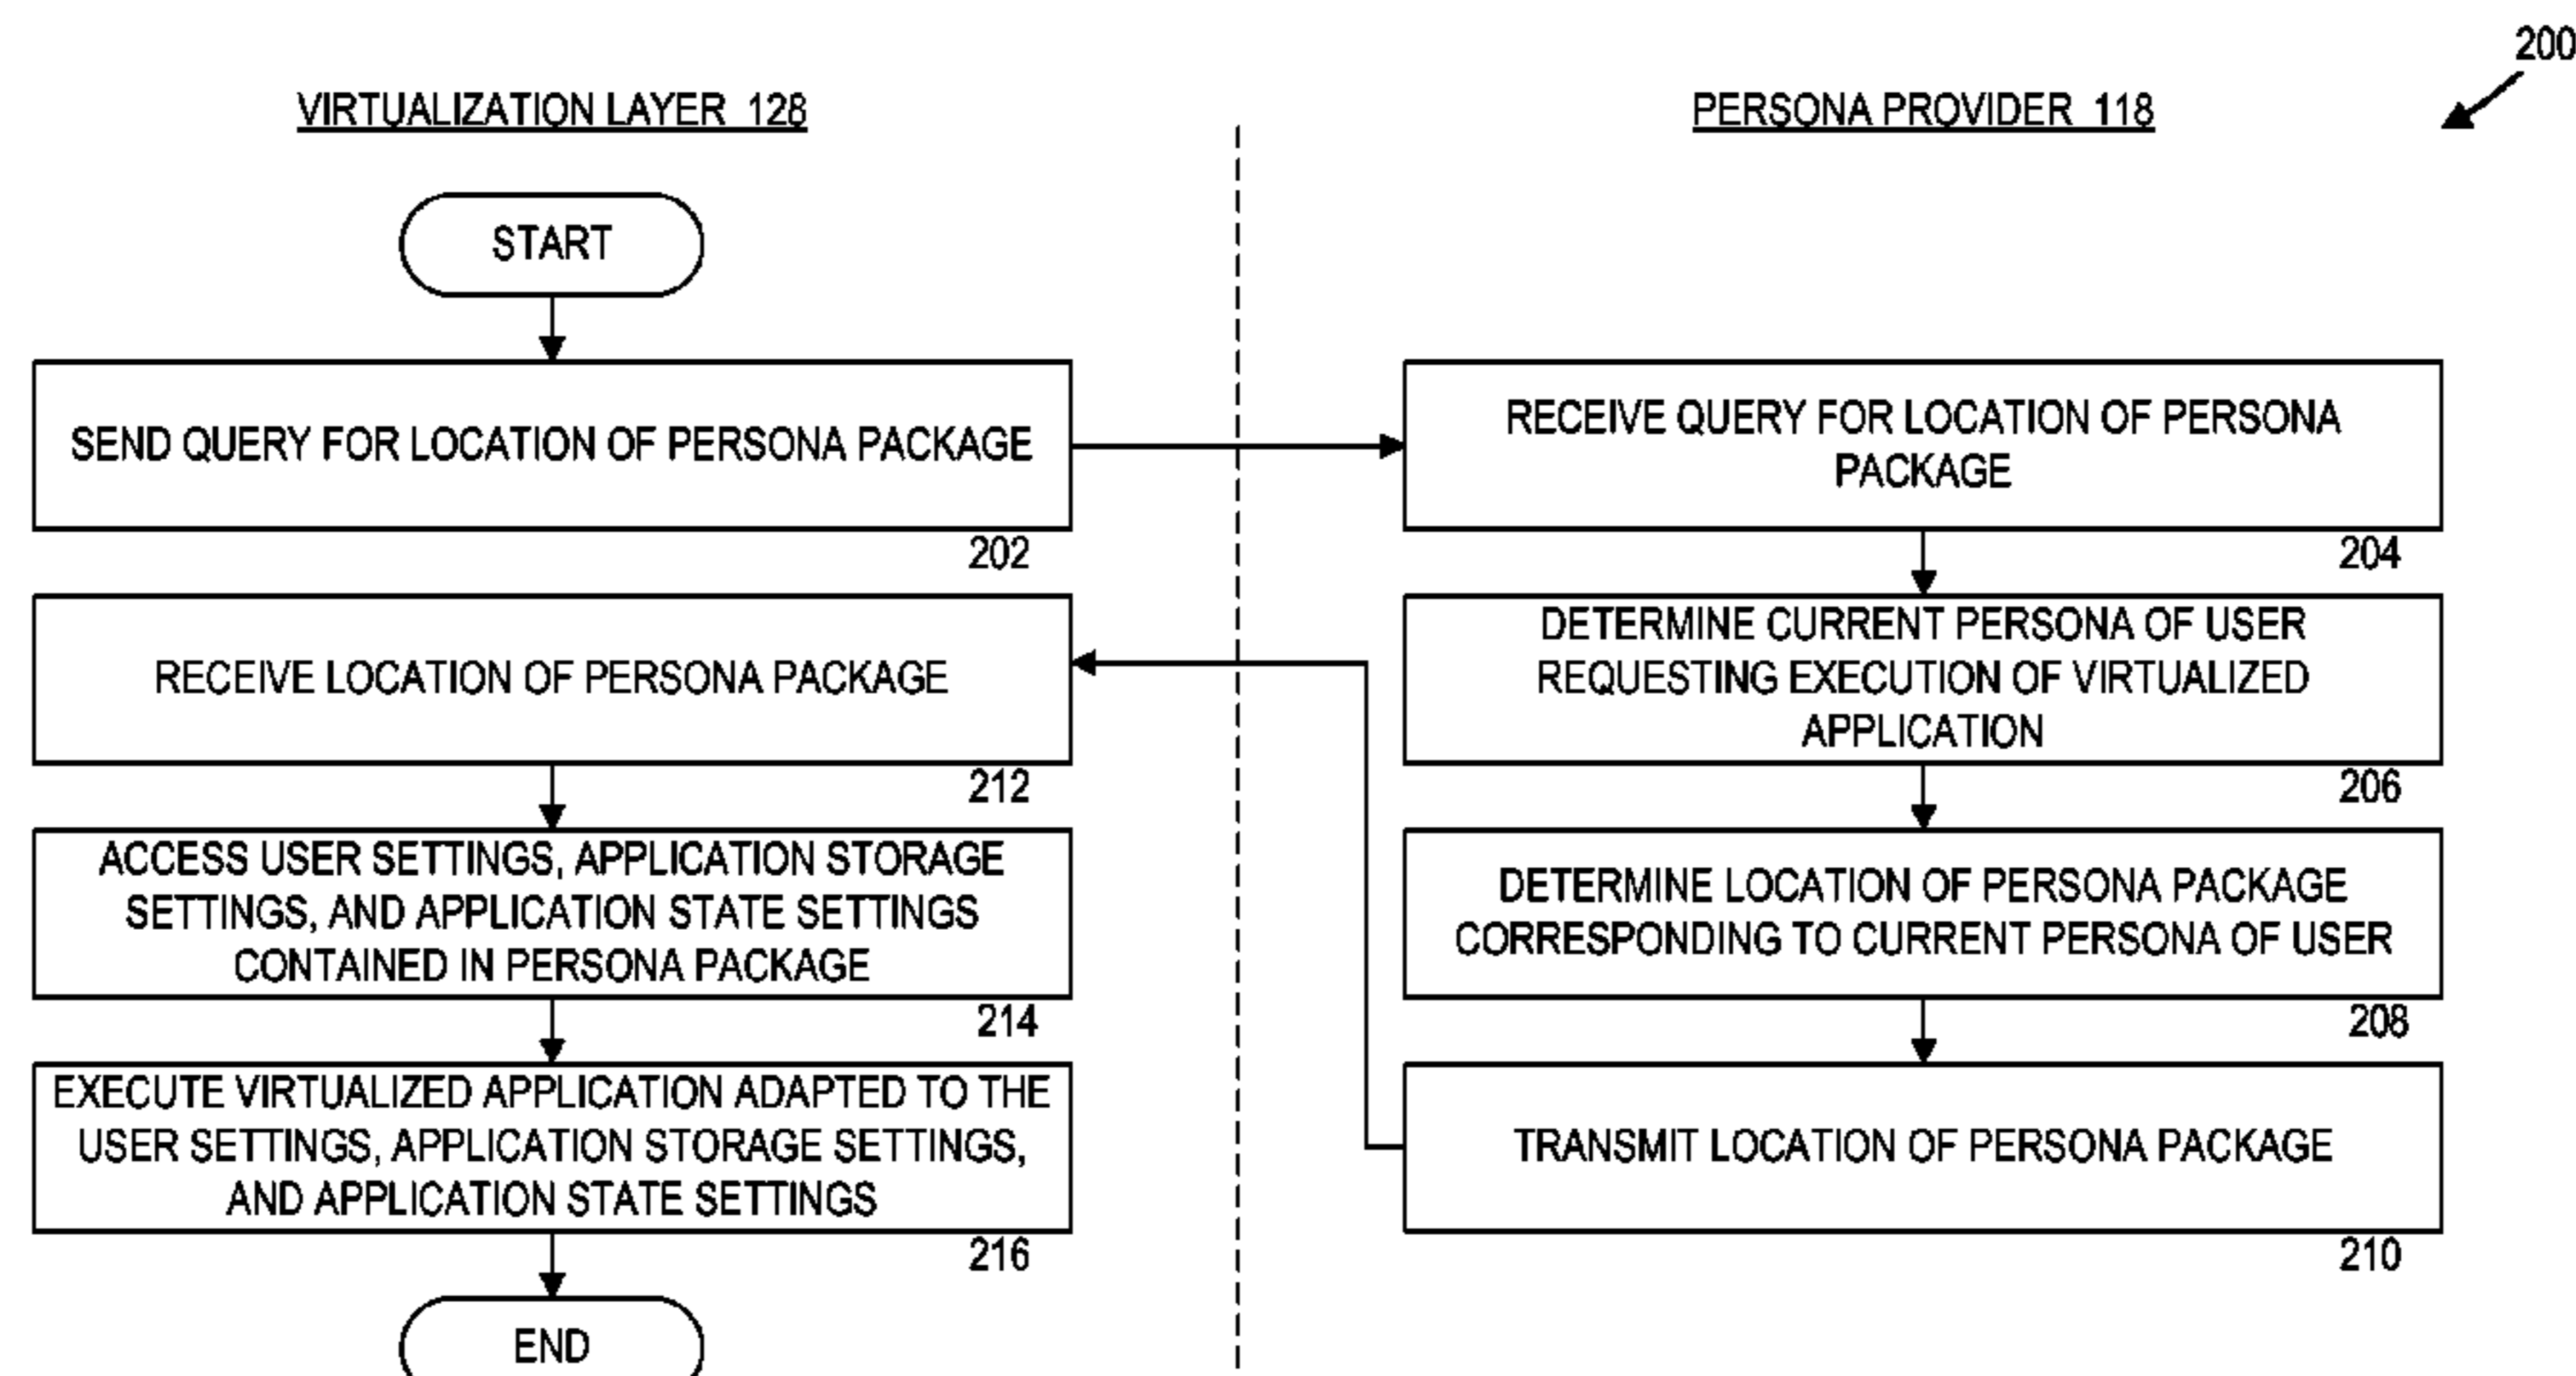 200
VIRTUALIZATION LAYER 128
PERSONA PROVIDER 118
START
SEND QUERY FOR LOCATION OF PERSONA PACKAGE
202
RECEIVE QUERY FOR LOCATION OF PERSONA
PACKAGE
204
DETERMINE CURRENT PERSONA OF USER
REQUESTING EXECUTION OF VIRTUALIZED
APPLICATION
206
DETERMINE LOCATION OF PERSONA PACKAGE
CORRESPONDING TO CURRENT PERSONA OF USER
208
TRANSMIT LOCATION OF PERSONA PACKAGE
210
RECEIVE LOCATION OF PERSONA PACKAGE
212
ACCESS USER SETTINGS, APPLICATION STORAGE
SETTINGS, AND APPLICATION STATE SETTINGS
CONTAINED IN PERSONA PACKAGE
214
EXECUTE VIRTUALIZED APPLICATION ADAPTED TO THE
USER SETTINGS, APPLICATION STORAGE SETTINGS,
AND APPLICATION STATE SETTINGS
216
END